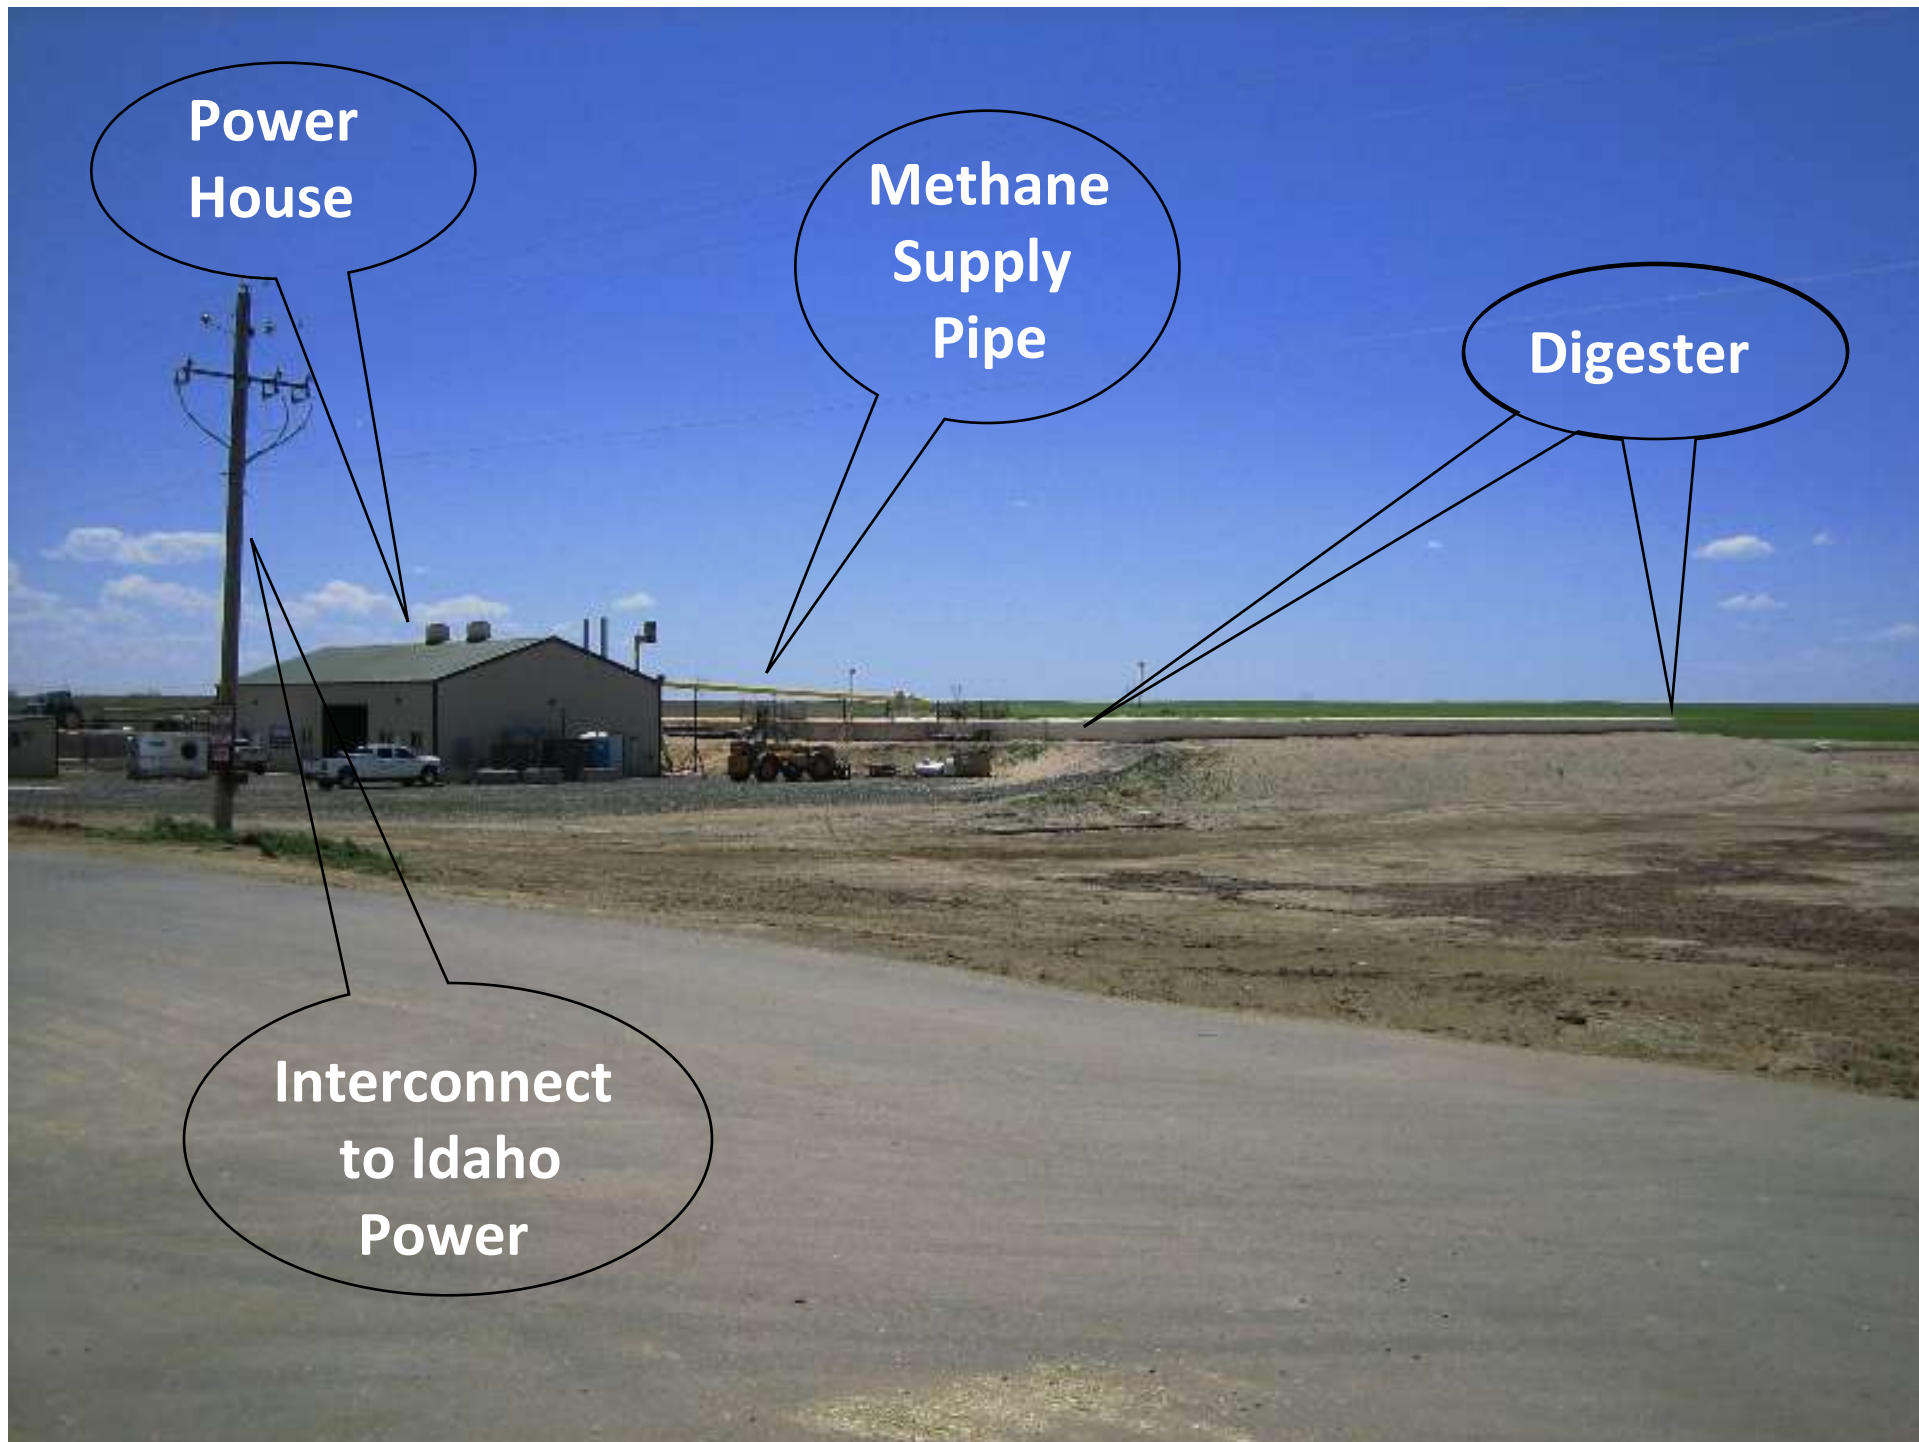 Power
House
Methane
Supply
Pipe
Digester
Interconnect
to Idaho
Power